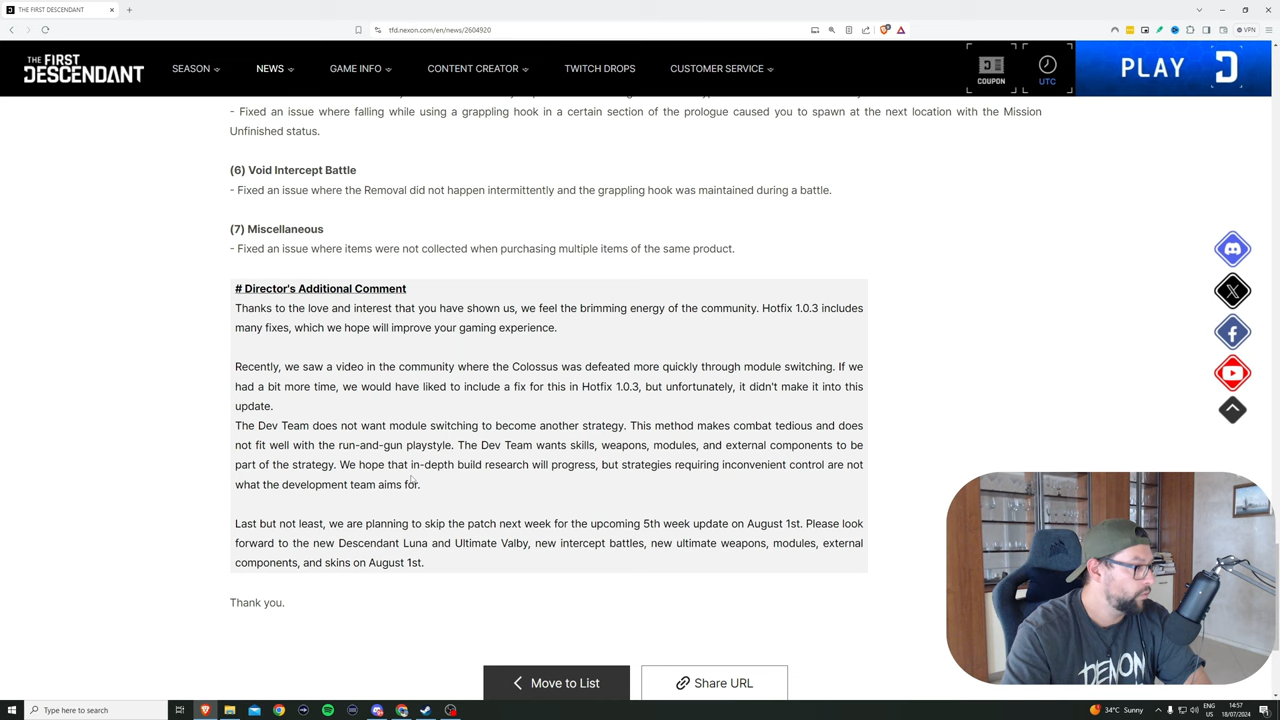 THE FIRST DESCENDANT
tfd.nexon.com/en/news/2604920
VPN
THE FIRST
DESCENDANT
SEASON
NEWS
GAME INFO
CONTENT CREATOR
TWITCH DROPS
CUSTOMER SERVICE
COUPON
UTC
PLAY
- Fixed an issue where falling while using a grappling hook in a certain section of the prologue caused you to spawn at the next location with the Mission
Unfinished status.
(6) Void Intercept Battle
- Fixed an issue where the Removal did not happen intermittently and the grappling hook was maintained during a battle.
(7) Miscellaneous
- Fixed an issue where items were not collected when purchasing multiple items of the same product.
# Director's Additional Comment
Thanks to the love and interest that you have shown us, we feel the brimming energy of the community. Hotfix 1.0.3 includes
many fixes, which we hope will improve your gaming experience.
Recently, we saw a video in the community where the Colossus was defeated more quickly through module switching. If we
had a bit more time, we would have liked to include a fix for this in Hotfix 1.0.3, but unfortunately, it didn't make it into this
update.
The Dev Team does not want module switching to become another strategy. This method makes combat tedious and does
not fit well with the run-and-gun playstyle. The Dev Team wants skills, weapons, modules, and external components to be
part of the strategy. We hope that in-depth build research will progress, but strategies requiring inconvenient control are not
what the development team aims for.
Last but not least, we are planning to skip the patch next week for the upcoming 5th week update on August 1st. Please look
forward to the new Descendant Luna and Ultimate Valby, new intercept battles, new ultimate weapons, modules, external
components, and skins on August 1st.
Thank you.
Move to List
Share URL
DEMON
Type here to search
34°C Sunny
ENG
US
14:57
18/07/2024